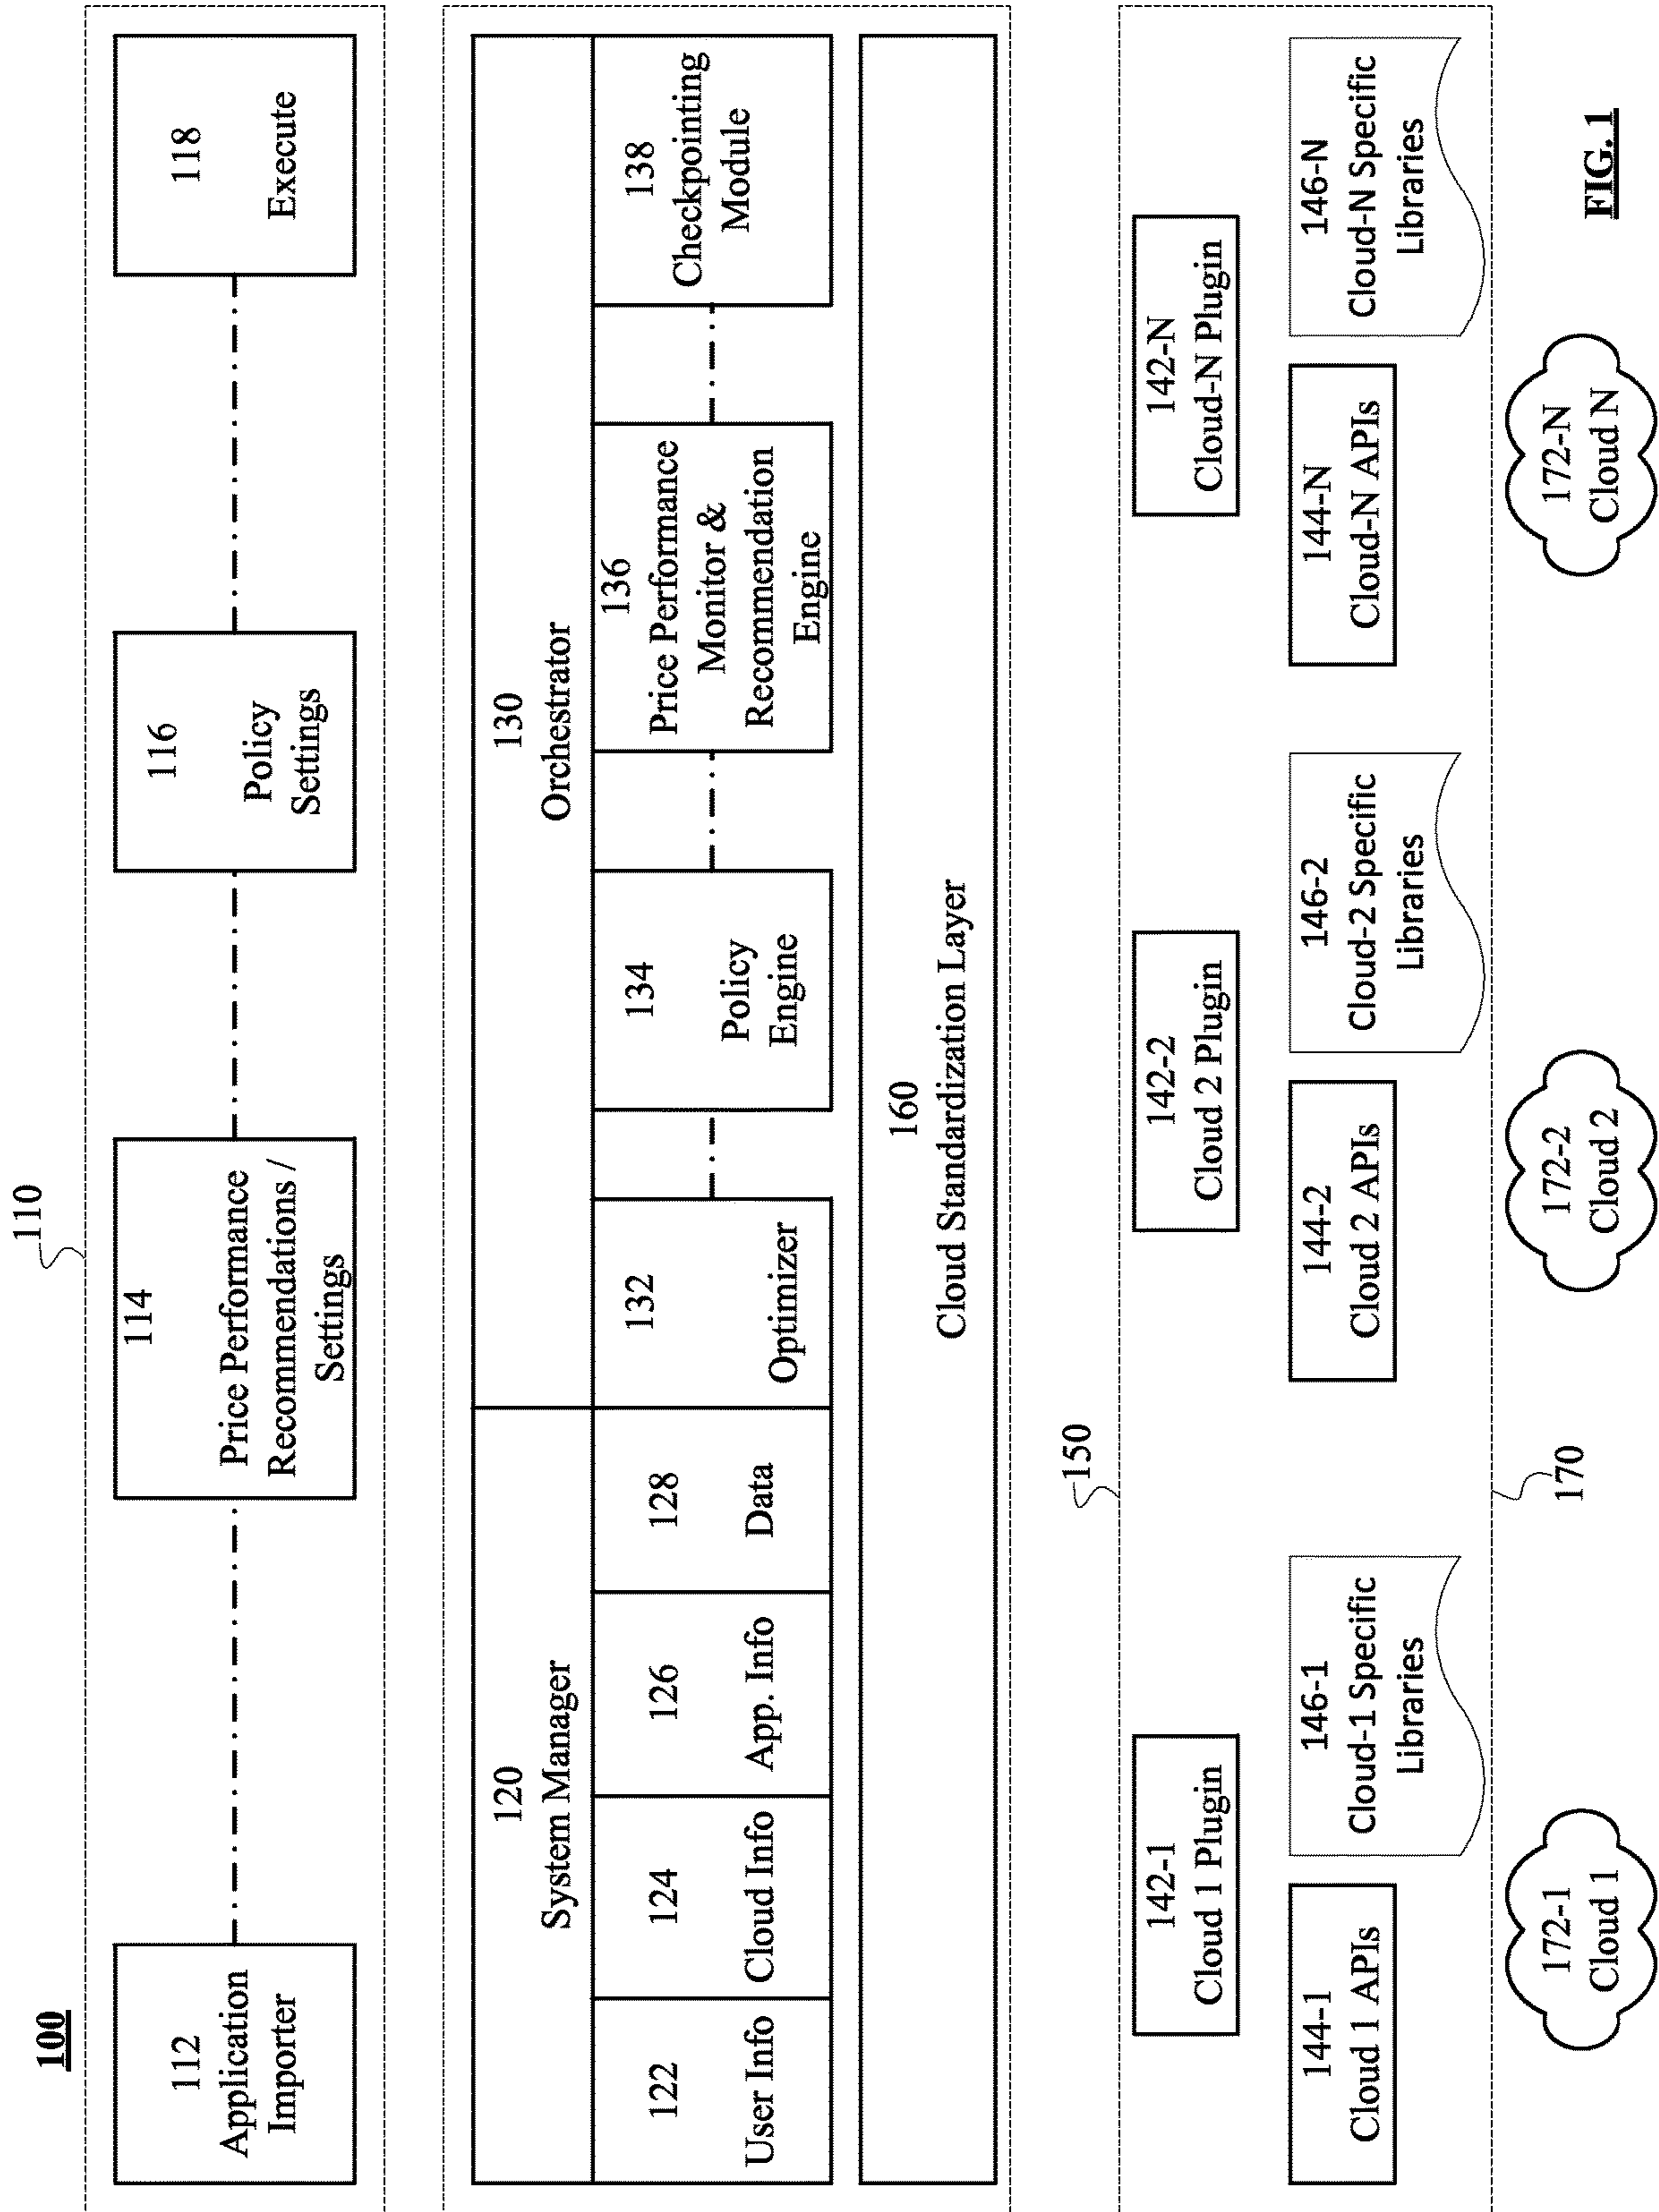 100
110
112
Application
Importer
114
Price Performance
Recommendations /
Settings
116
Policy
Settings
118
Execute
120
System Manager
122
User Info
124
Cloud Info
126
App. Info
128
Data
130
Orchestrator
132
Optimizer
134
Policy
Engine
136
Price Performance
Monitor &
Recommendation
Engine
138
Checkpointing
Module
160
Cloud Standardization Layer
150
142-1
Cloud 1 Plugin
144-1
Cloud 1 APIs
146-1
Cloud-1 Specific
Libraries
142-2
Cloud 2 Plugin
144-2
Cloud 2 APIs
146-2
Cloud-2 Specific
Libraries
142-N
Cloud-N Plugin
144-N
Cloud-N APIs
146-N
Cloud-N Specific
Libraries
170
172-1
Cloud 1
172-2
Cloud 2
172-N
Cloud N
FIG. 1